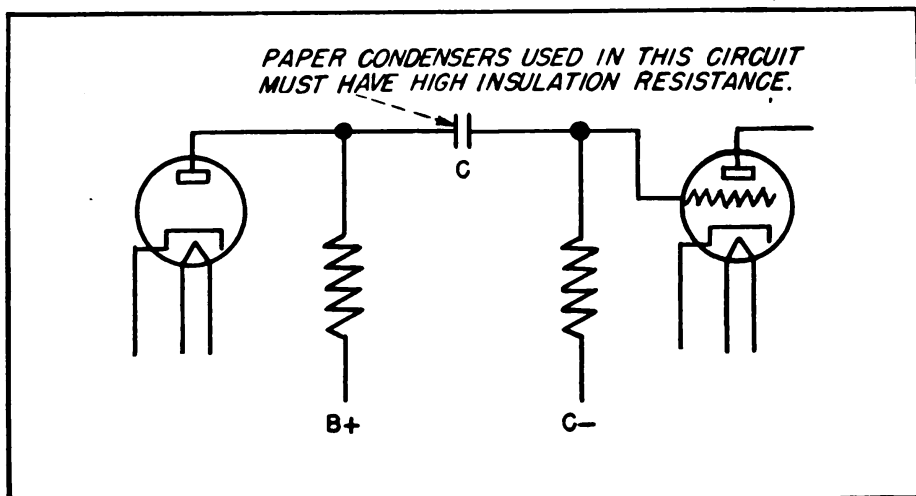 PAPER CONDENSERS USED IN THIS CIRCUIT
MUST HAVE HIGH INSULATION RESISTANCE.
C
B+
C-